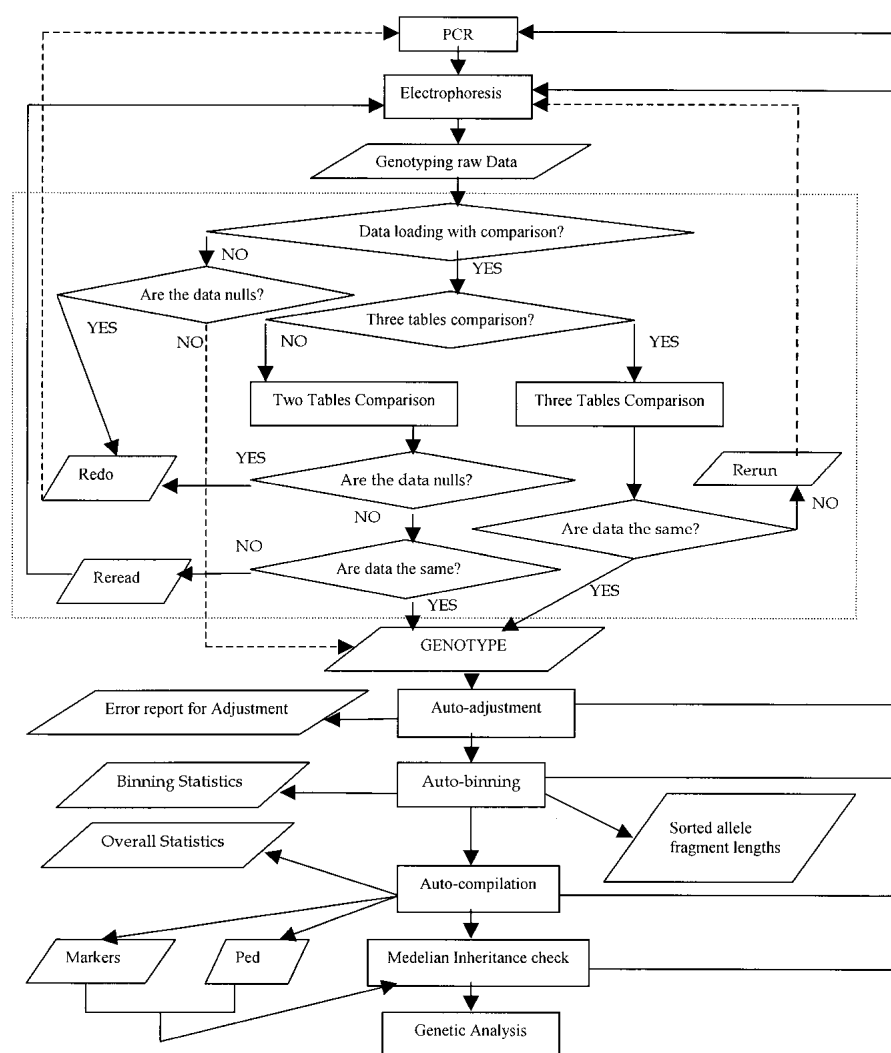 PCR
Electrophoresis
Genotyping raw Data
Data loading with comparison?
NO
YES
Are the data nulls?
Three tables comparison?
YES
NO
NO
YES
Two Tables Comparison
Three Tables Comparison
YES
Redo
Are the data nulls?
Rerun
NO
NO
Are data the same?
NO
Reread
Are data the same?
YES
YES
GENOTYPE
Error report for Adjustment
Auto-adjustment
Binning Statistics
Auto-binning
Sorted allele
fragment lengths
Overall Statistics
Auto-compilation
Markers
Ped
Medelian Inheritance check
Genetic Analysis